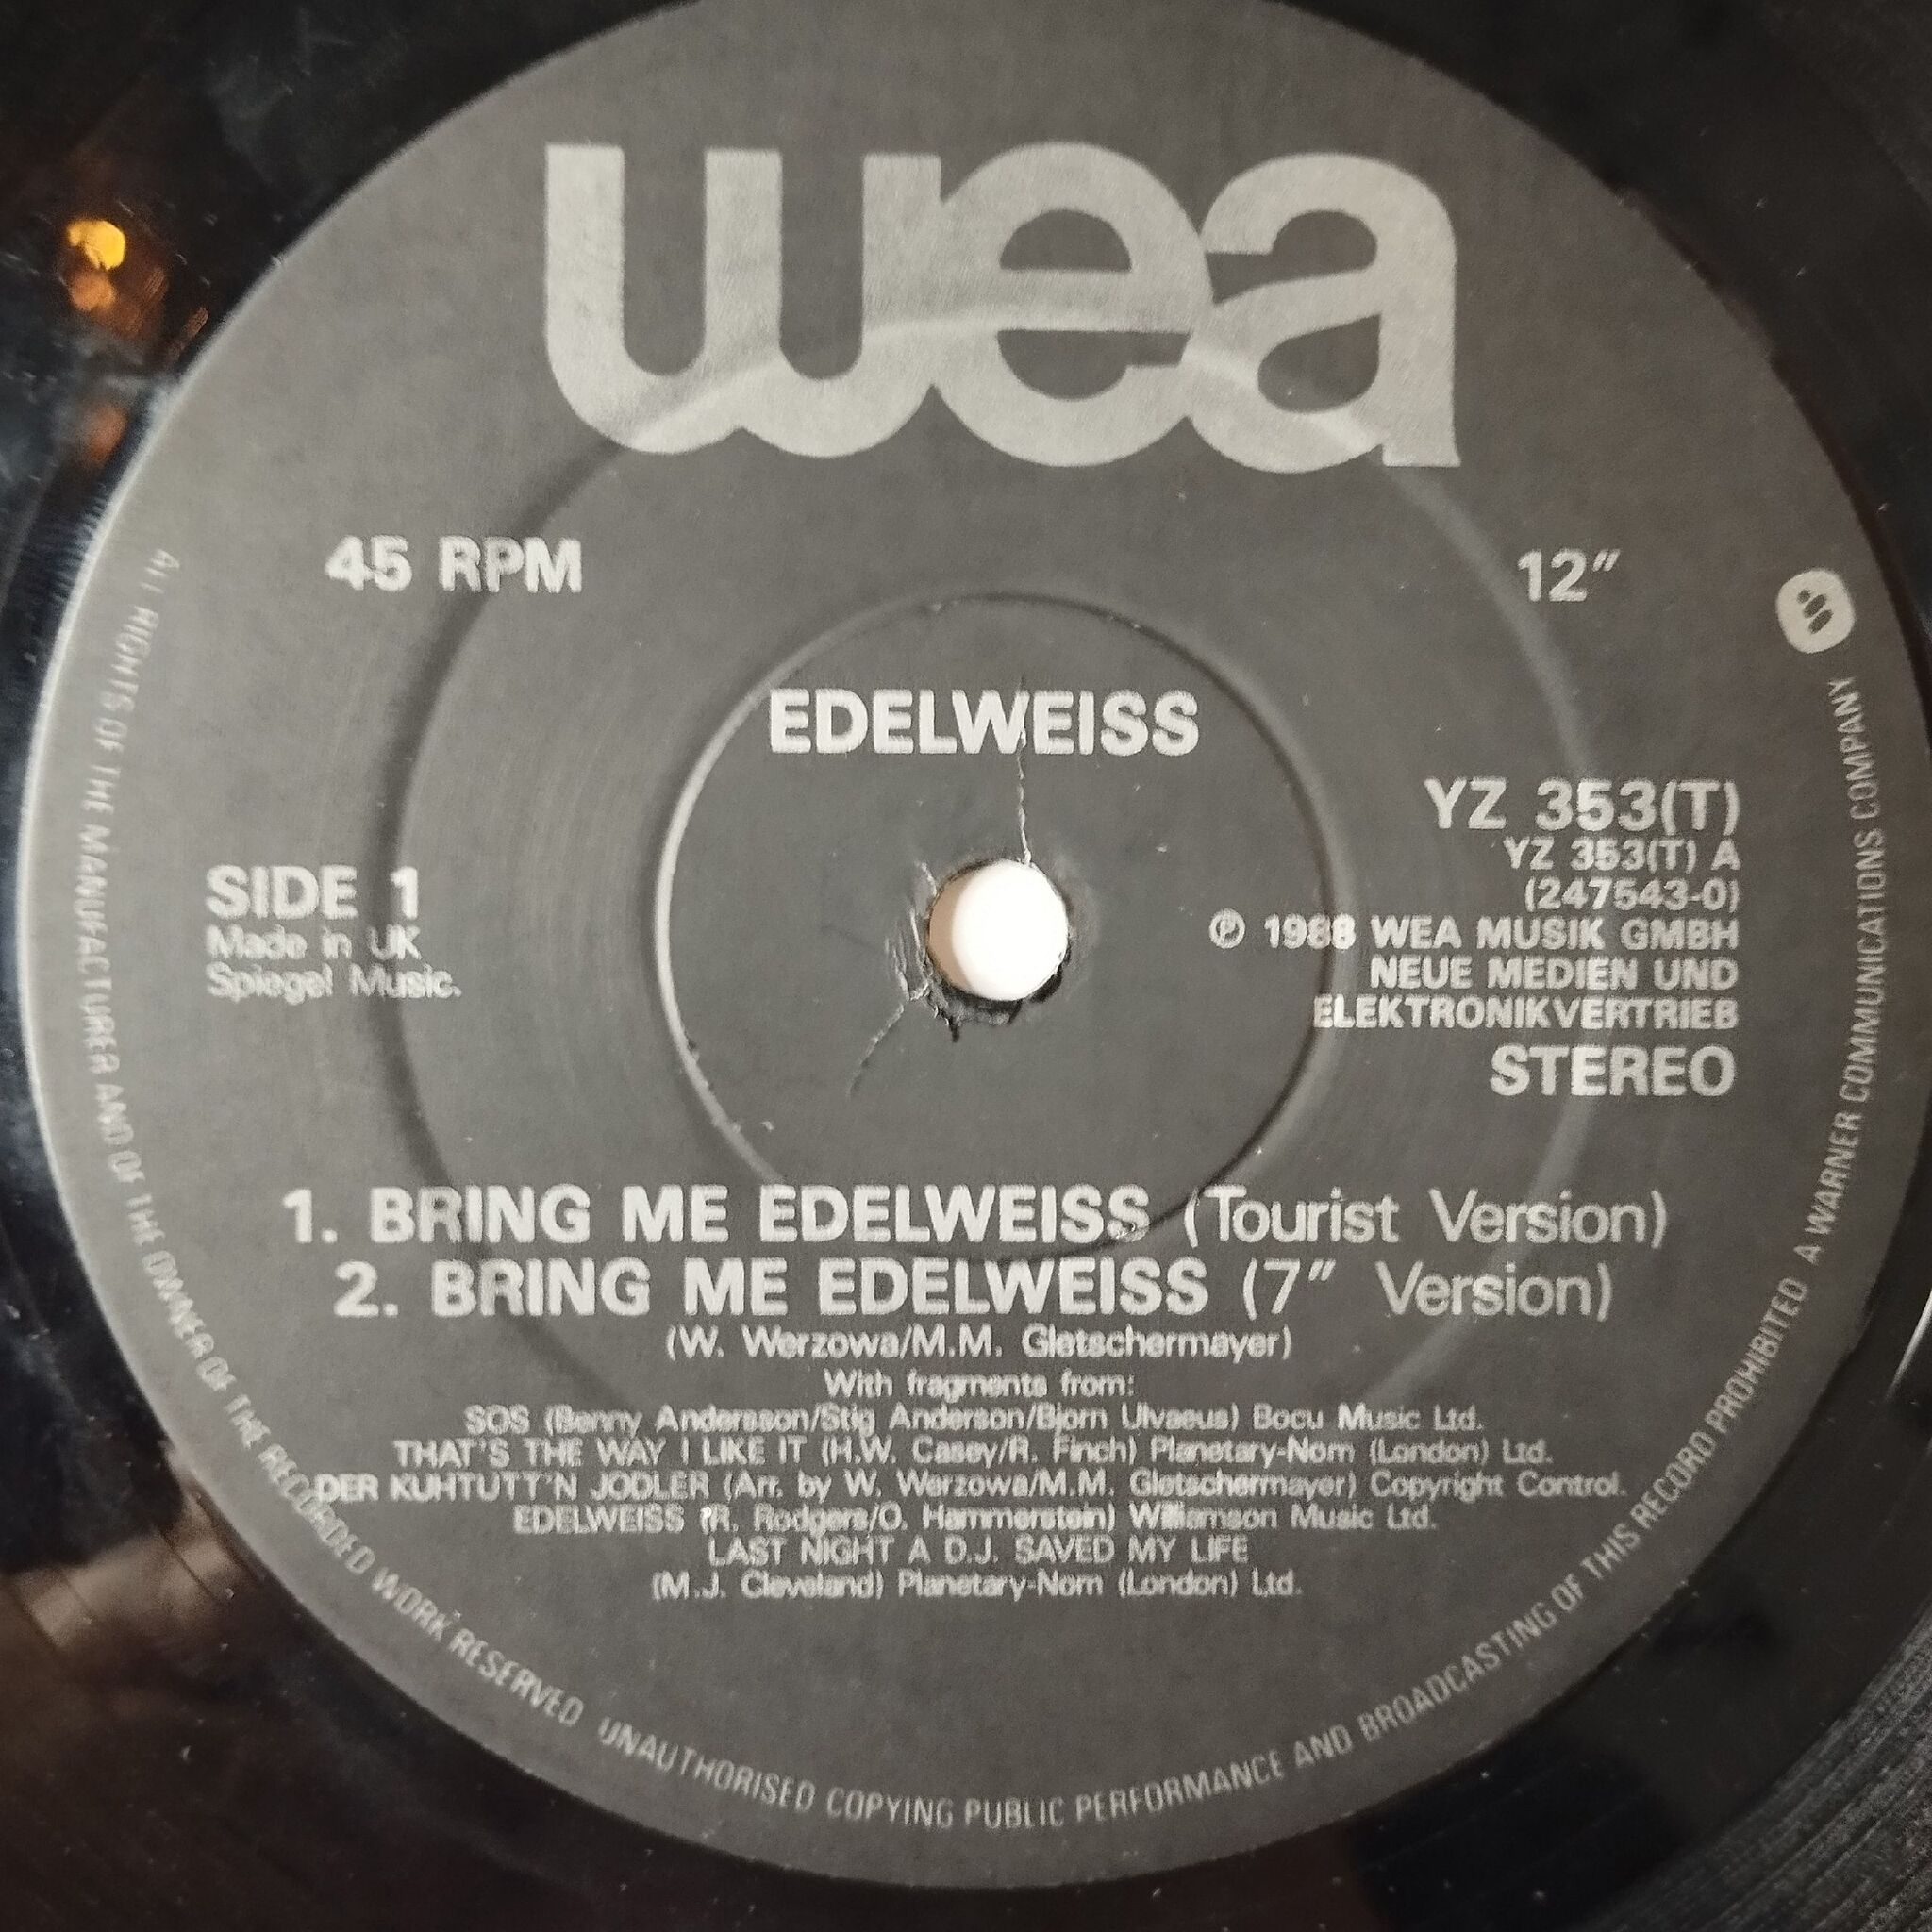 wea
45 RPM
12"
EDELWEISS
YZ 353(T)
YZ 353(T) A
(247543-0)
℗ 1988 WEA MUSIK GMBH
NEUE MEDIEN UND
ELEKTRONIKVERTRIEB
STEREO
SIDE 1
Made in UK
Spiegel Music.
1. BRING ME EDELWEISS (Tourist Version)
2. BRING ME EDELWEISS (7" Version)
(W. Werzowa/M.M. Gletschermayer)
With fragments from:
SOS (Benny Andersson/Stig Anderson/Bjorn Ulvaeus) Bocu Music Ltd.
THAT'S THE WAY I LIKE IT (H.W. Casey/R. Finch) Planetary-Nom (London) Ltd.
DER KUHTUTT'N JODLER (Arr. by W. Werzowa/M.M. Gletschermayer) Copyright Control.
EDELWEISS (R. Rodgers/O. Hammerstein) Williamson Music Ltd.
LAST NIGHT A D.J. SAVED MY LIFE
(M.J. Cleveland) Planetary-Nom (London) Ltd.
ALL RIGHTS OF THE MANUFACTURER AND OF THE OWNER OF THE RECORDED WORK RESERVED UNAUTHORISED COPYING PUBLIC PERFORMANCE AND BROADCASTING OF THIS RECORD PROHIBITED A WARNER COMMUNICATIONS COMPANY